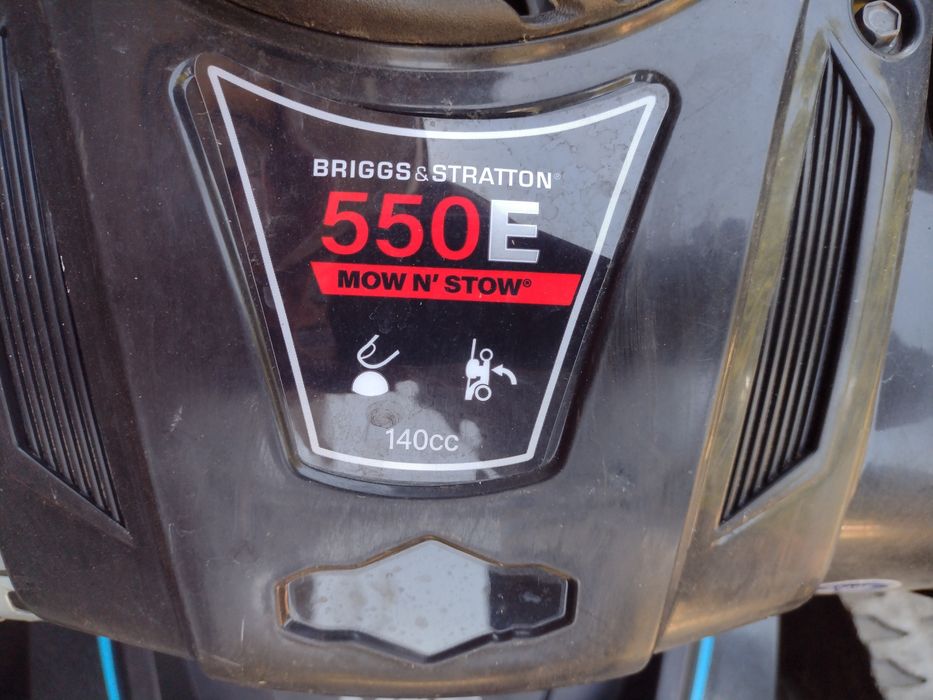 BRIGGS & STRATTON®
550E
MOW N' STOW®
140cc